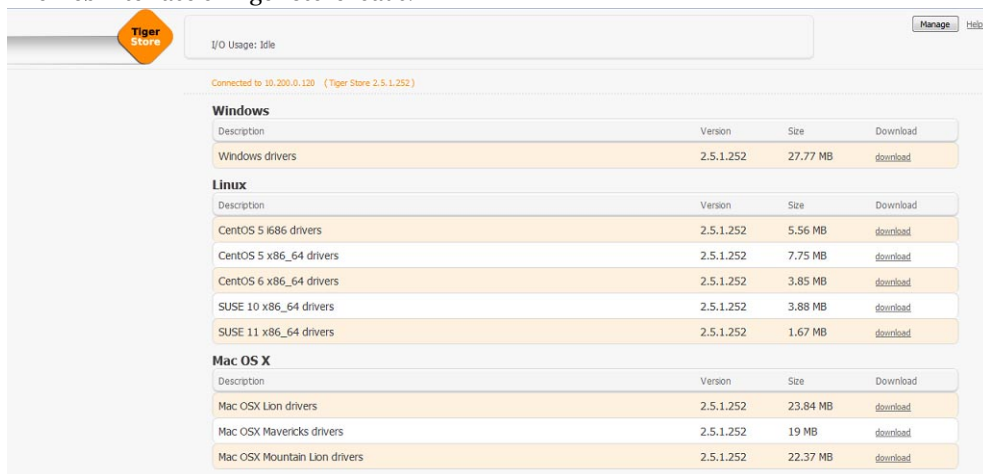 Tiger
Store
I/O Usage: Idle
Manage
Help
Connected to 10.200.0.120 (Tiger Store 2.5.1.252)
Windows
Description Version Size Download
Windows drivers 2.5.1.252 27.77 MB download
Linux
Description Version Size Download
CentOS 5 i686 drivers 2.5.1.252 5.56 MB download
CentOS 5 x86_64 drivers 2.5.1.252 7.75 MB download
CentOS 6 x86_64 drivers 2.5.1.252 3.85 MB download
SUSE 10 x86_64 drivers 2.5.1.252 3.88 MB download
SUSE 11 x86_64 drivers 2.5.1.252 1.67 MB download
Mac OS X
Description Version Size Download
Mac OSX Lion drivers 2.5.1.252 23.84 MB download
Mac OSX Mavericks drivers 2.5.1.252 19 MB download
Mac OSX Mountain Lion drivers 2.5.1.252 22.37 MB download